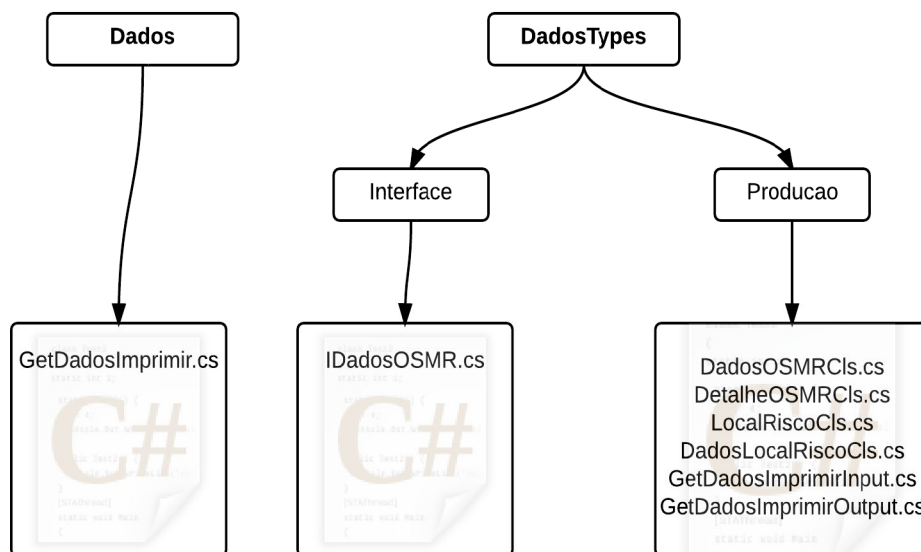 Dados
DadosTypes
Interface
Producao
GetDadosImprimir.cs
IDadosOSMR.cs
DadosOSMRCls.cs
DetalheOSMRCls.cs
LocalRiscoCls.cs
DadosLocalRiscoCls.cs
GetDadosImprimirInput.cs
GetDadosImprimirOutput.cs
C#
C#
C#